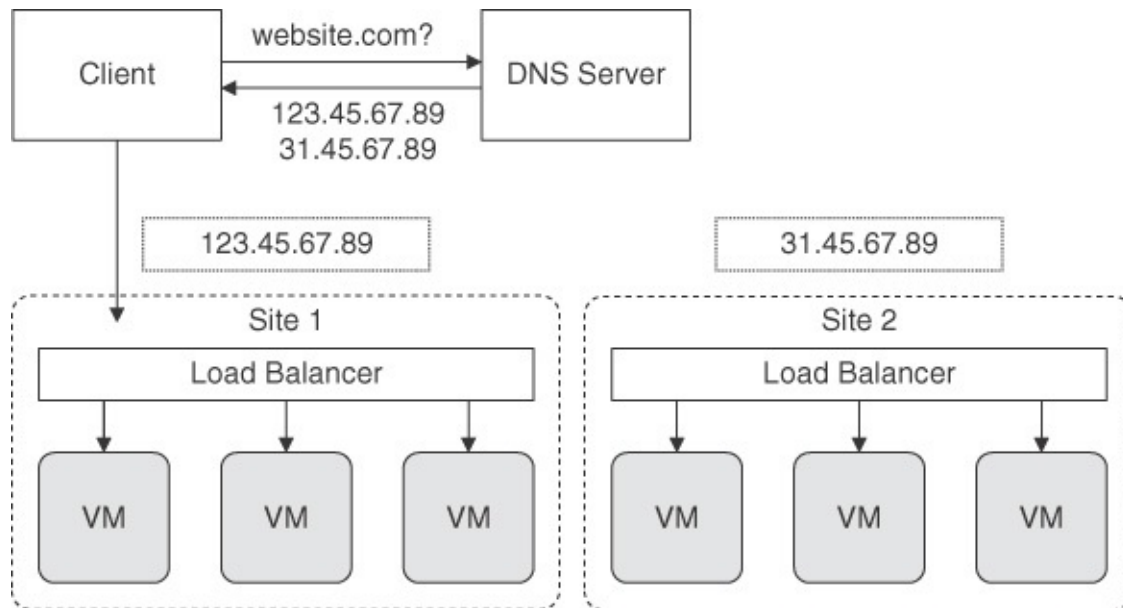 Client
website.com?
DNS Server
123.45.67.89
31.45.67.89
123.45.67.89
31.45.67.89
Site 1
Load Balancer
VM
VM
VM
Site 2
Load Balancer
VM
VM
VM